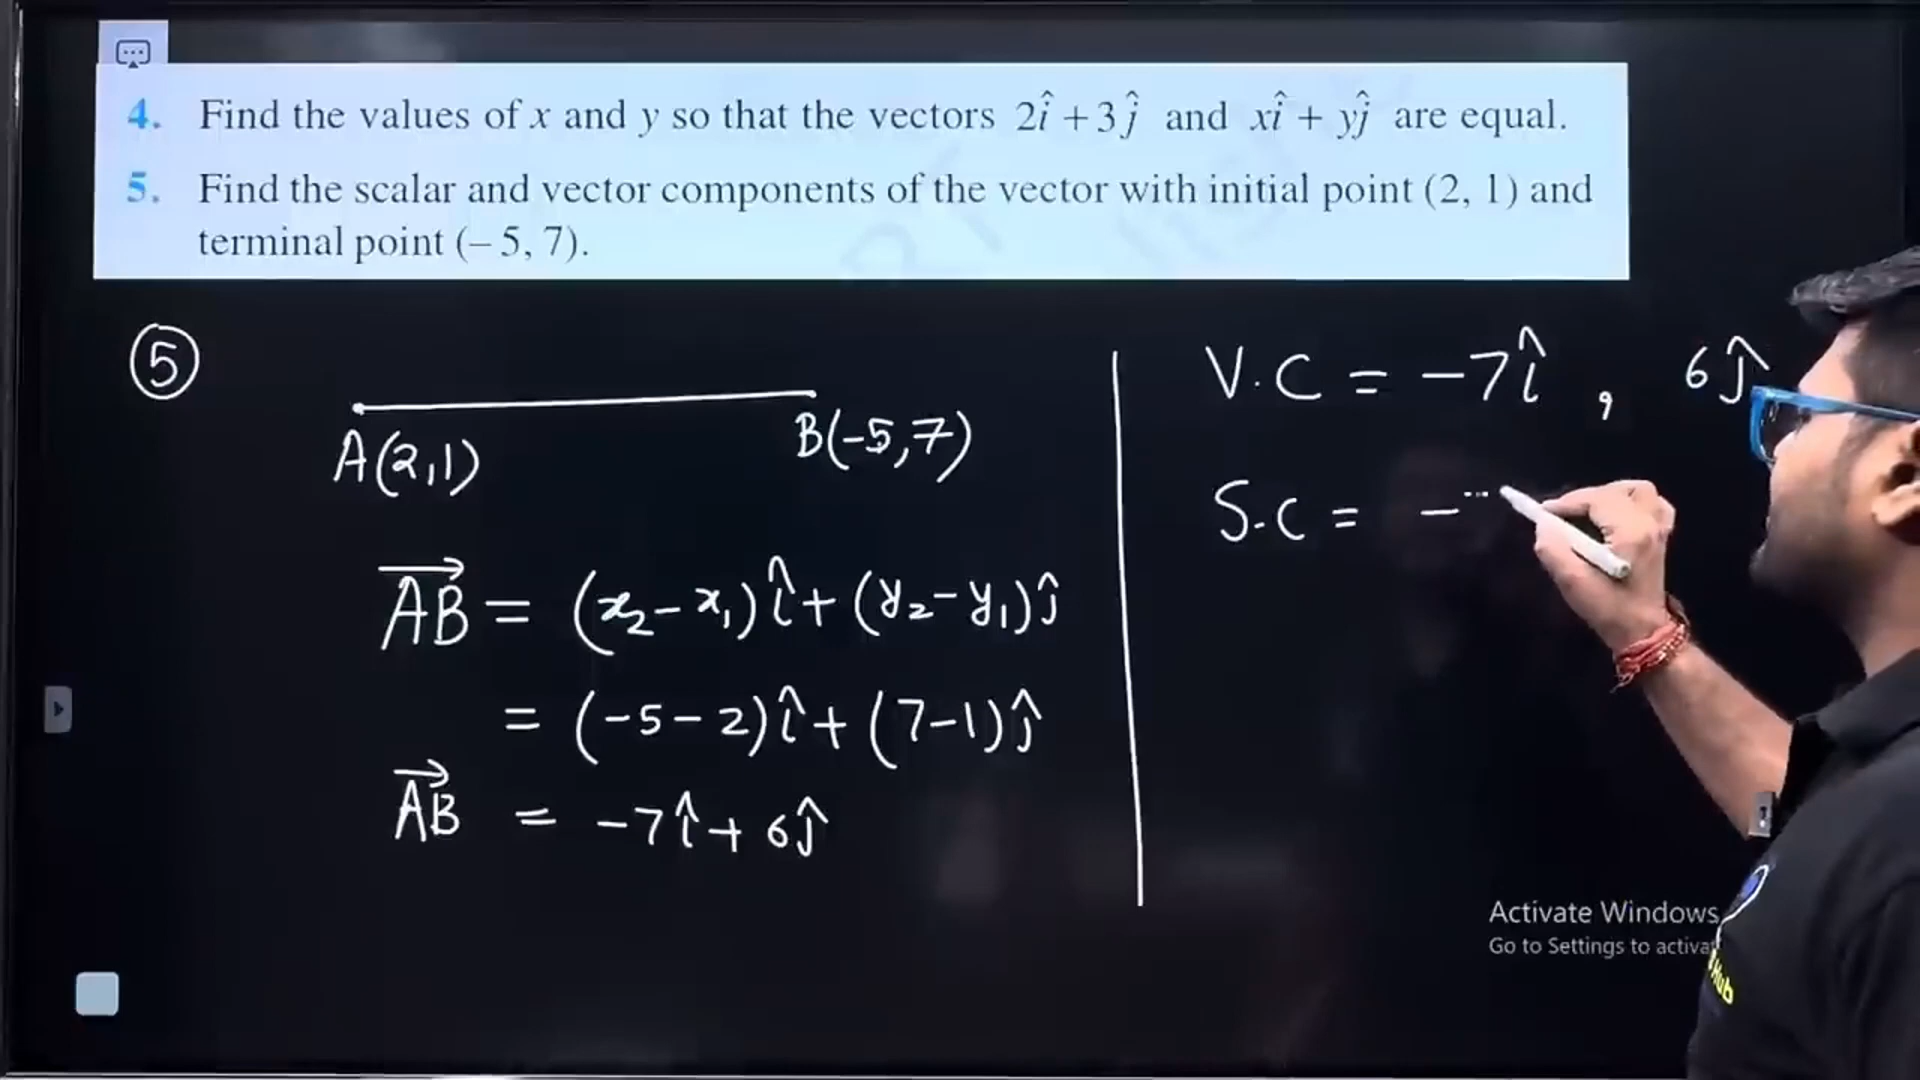 4. Find the values of x and y so that the vectors 2î + 3ĵ and xî + yĵ are equal.
5. Find the scalar and vector components of the vector with initial point (2, 1) and
terminal point (– 5, 7).
⑤
A(2,1)
B(-5,7)
AB⃗ = (x₂ - x₁)î + (y₂ - y₁)ĵ
= (-5 - 2)î + (7-1)ĵ
AB⃗ = -7î + 6ĵ
V.C = -7î , 6ĵ
S.C = -
Activate Windows
Go to Settings to activa
Hub